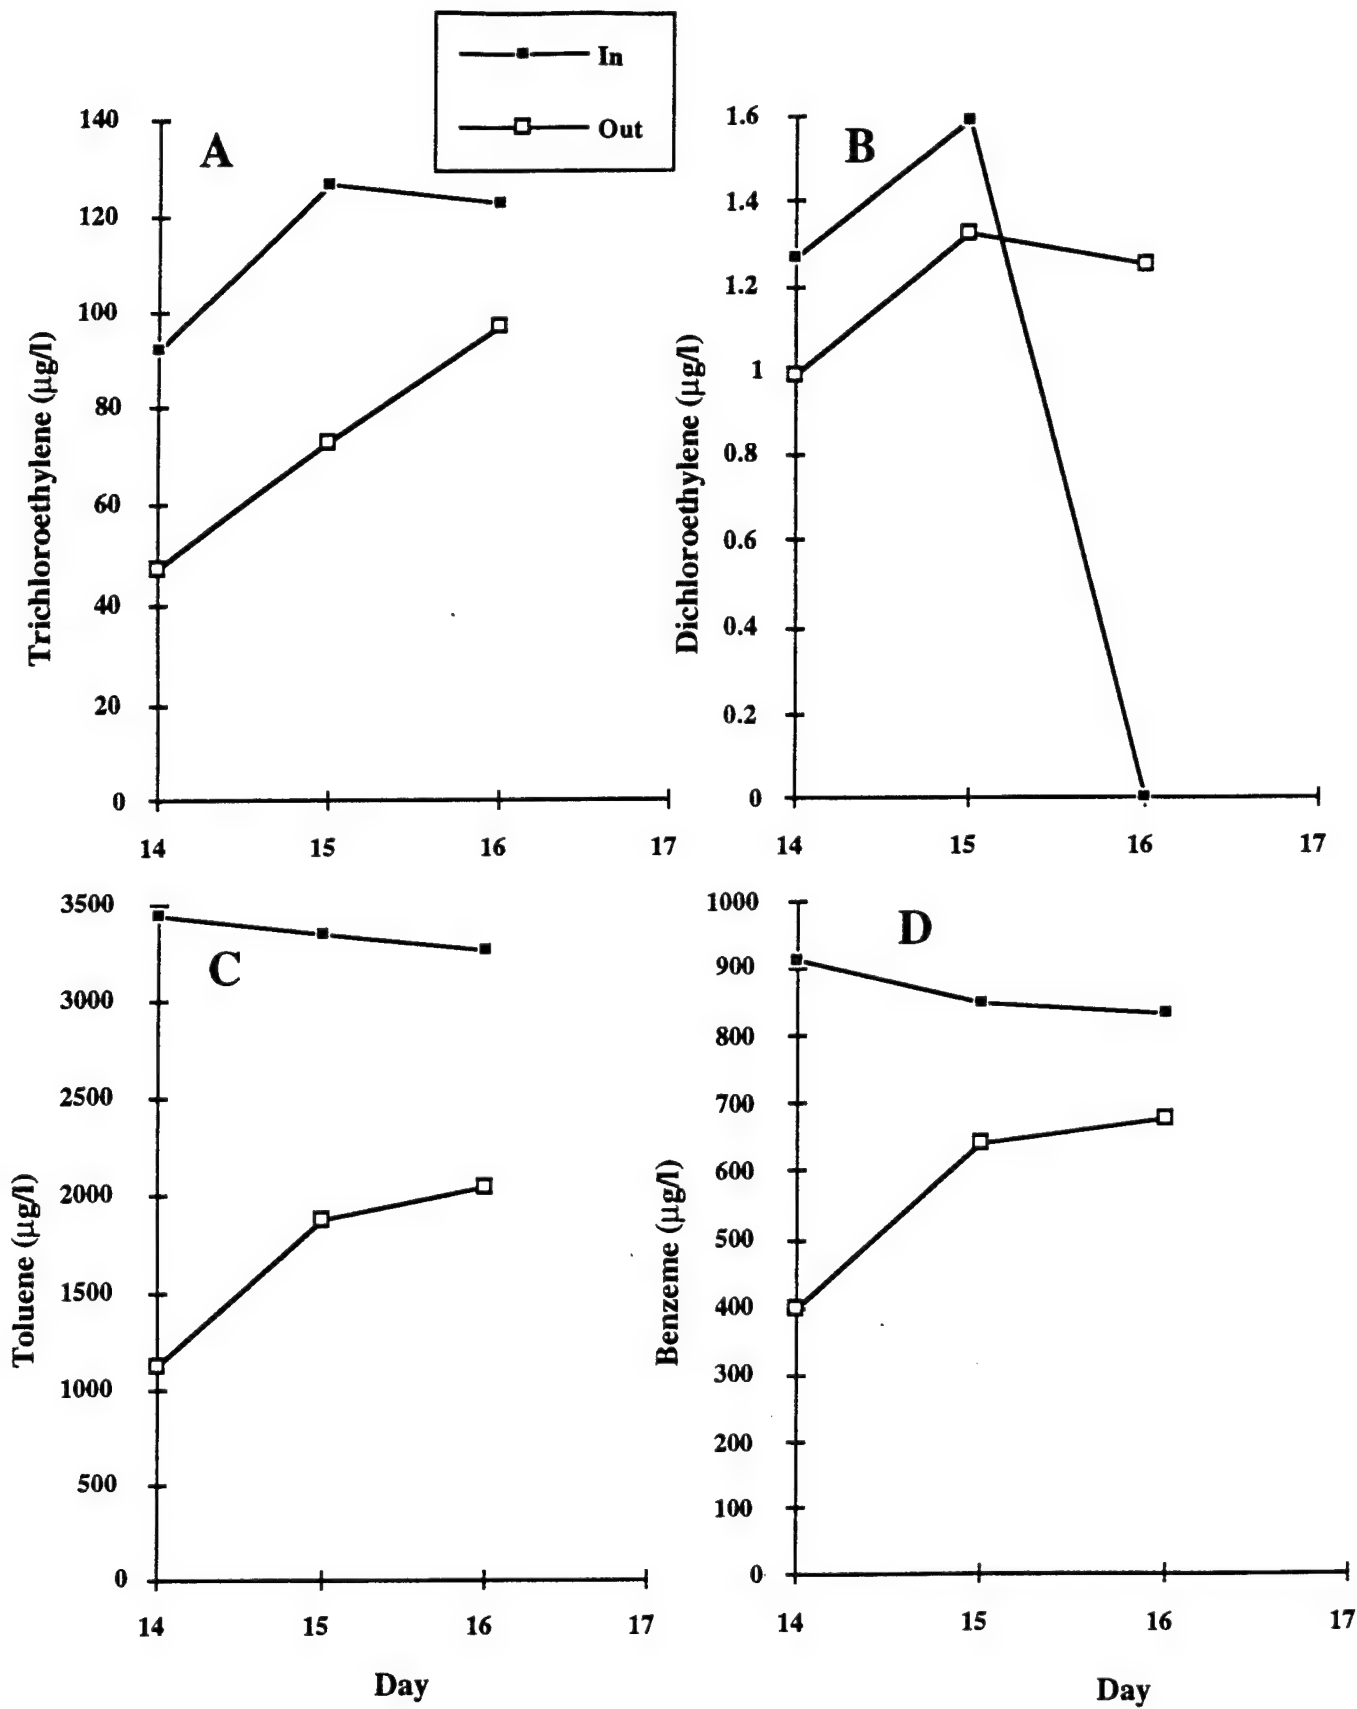 In
Out
A
140
120
100
80
60
40
20
0
14 15 16 17
Trichloroethylene (µg/l)
B
1.6
1.4
1.2
1
0.8
0.6
0.4
0.2
0
14 15 16 17
Dichloroethylene (µg/l)
C
3500
3000
2500
2000
1500
1000
500
0
14 15 16 17
Toluene (µg/l)
Day
D
1000
900
800
700
600
500
400
300
200
100
0
14 15 16 17
Benzeme (µg/l)
Day